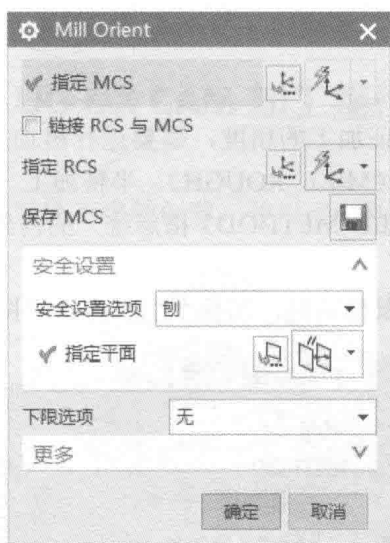 Mill Orient
指定 MCS
链接 RCS 与 MCS
指定 RCS
保存 MCS
安全设置
安全设置选项 刨
指定平面
下限选项 无
更多
确定 取消